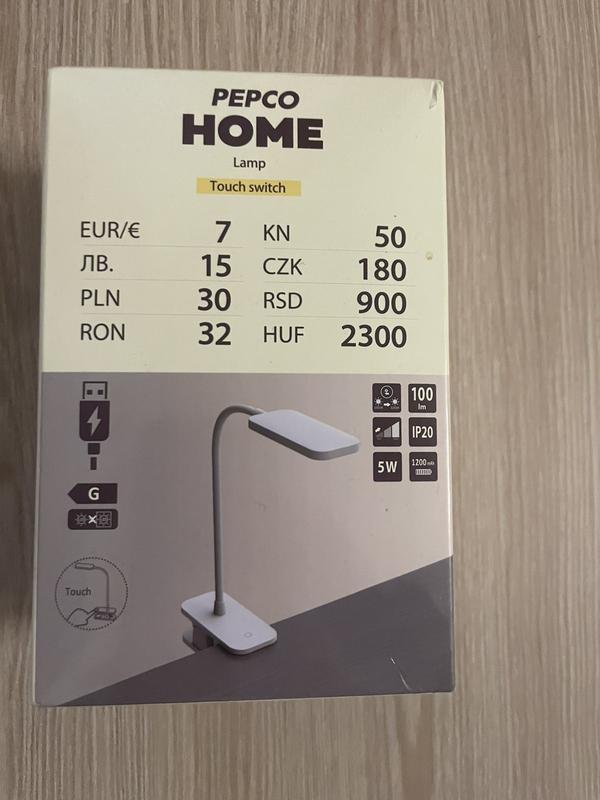 PEPCO
HOME
Lamp
Touch switch
EUR/€ 7 KN 50
ЛВ. 15 CZK 180
PLN 30 RSD 900
RON 32 HUF 2300
100
lm
IP20
5W
1200 mAh
G
Touch